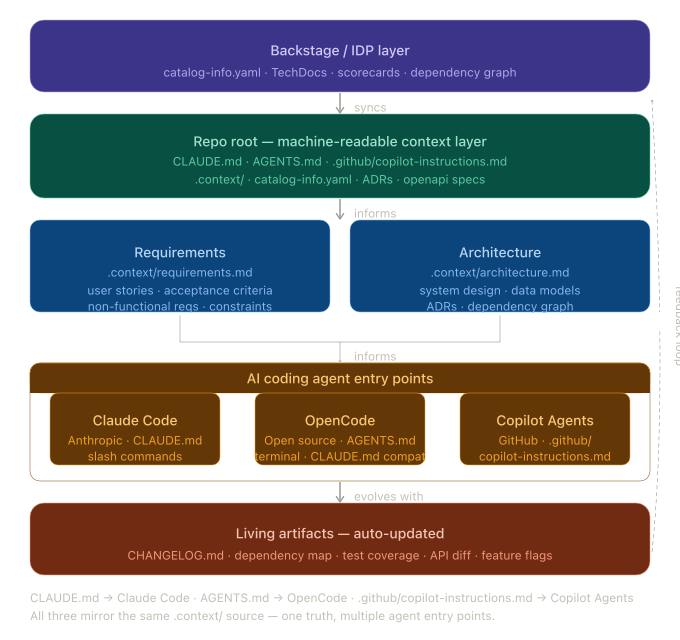 Backstage / IDP layer
catalog-info.yaml · TechDocs · scorecards · dependency graph
syncs
Repo root — machine-readable context layer
CLAUDE.md · AGENTS.md · .github/copilot-instructions.md
.context/ · catalog-info.yaml · ADRs · openapi specs
informs
Requirements
.context/requirements.md
user stories · acceptance criteria
non-functional reqs · constraints
Architecture
.context/architecture.md
system design · data models
ADRs · dependency graph
feedback loop
informs
AI coding agent entry points
Claude Code
Anthropic · CLAUDE.md
slash commands
OpenCode
Open source · AGENTS.md
terminal · CLAUDE.md compat
Copilot Agents
GitHub · .github/
copilot-instructions.md
evolves with
Living artifacts — auto-updated
CHANGELOG.md · dependency map · test coverage · API diff · feature flags
CLAUDE.md → Claude Code · AGENTS.md → OpenCode · .github/copilot-instructions.md → Copilot Agents
All three mirror the same .context/ source — one truth, multiple agent entry points.